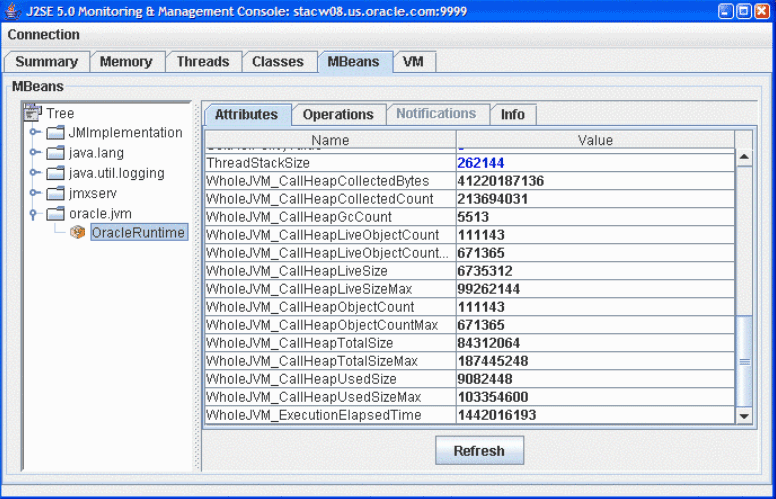 J2SE 5.0 Monitoring & Management Console: stacw08.us.oracle.com:9999
Connection
Summary Memory Threads Classes MBeans VM
MBeans
Tree
JMImplementation
java.lang
java.util.logging
jmxserv
oracle.jvm
OracleRuntime
Attributes Operations Notifications Info
Name Value
ThreadStackSize 262144
WholeJVM_CallHeapCollectedBytes 41220187136
WholeJVM_CallHeapCollectedCount 213694031
WholeJVM_CallHeapGcCount 5513
WholeJVM_CallHeapLiveObjectCount 111143
WholeJVM_CallHeapLiveObjectCount... 671365
WholeJVM_CallHeapLiveSize 6735312
WholeJVM_CallHeapLiveSizeMax 99262144
WholeJVM_CallHeapObjectCount 111143
WholeJVM_CallHeapObjectCountMax 671365
WholeJVM_CallHeapTotalSize 84312064
WholeJVM_CallHeapTotalSizeMax 187445248
WholeJVM_CallHeapUsedSize 9082448
WholeJVM_CallHeapUsedSizeMax 103354600
WholeJVM_ExecutionElapsedTime 1442016193
Refresh